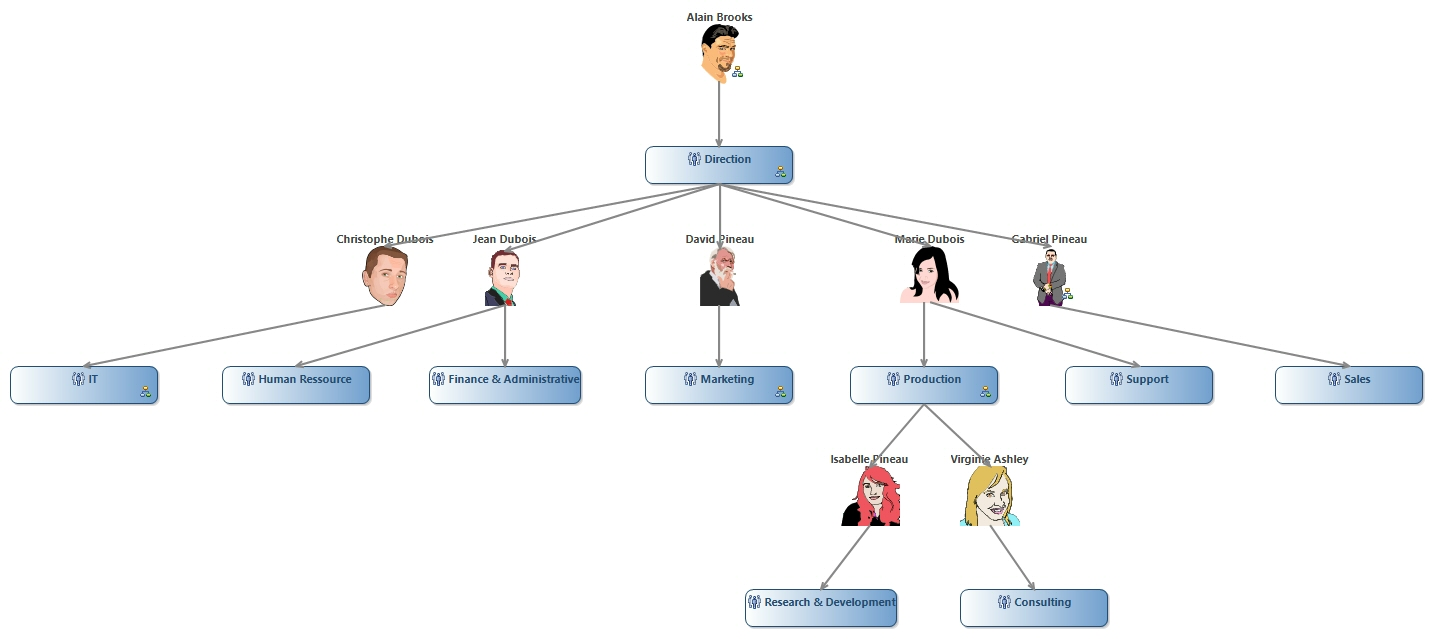 Alain Brooks
Direction
Christophe Dubois
Jean Dubois
David Pineau
Marie Dubois
Gabriel Pineau
IT
Human Ressource
Finance & Administrative
Marketing
Production
Support
Sales
Isabelle Pineau
Virginie Ashley
Research & Development
Consulting